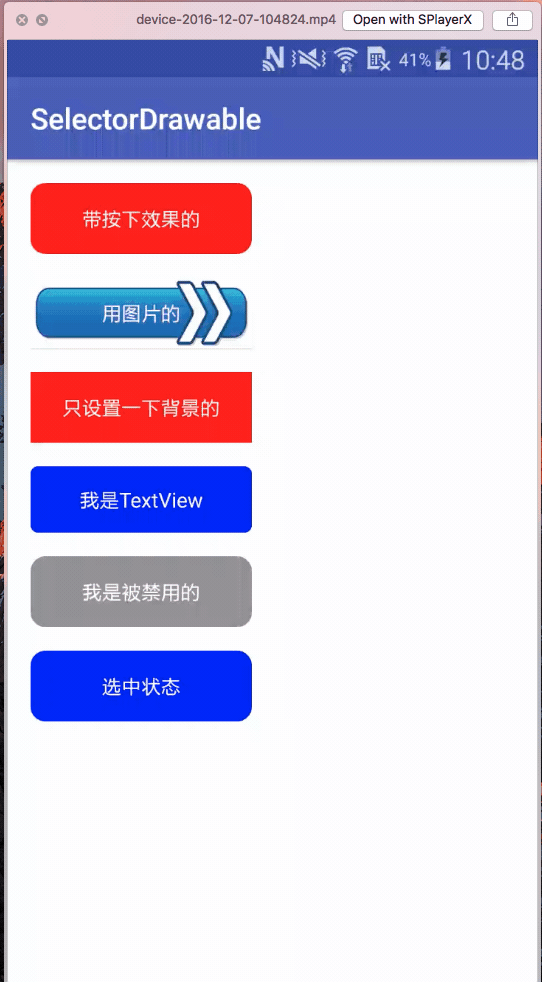 device-2016-12-07-104824.mp4 Open with SPlayerX
41% 10:48
SelectorDrawable
带按下效果的
用图片的
只设置一下背景的
我是TextView
我是被禁用的
选中状态